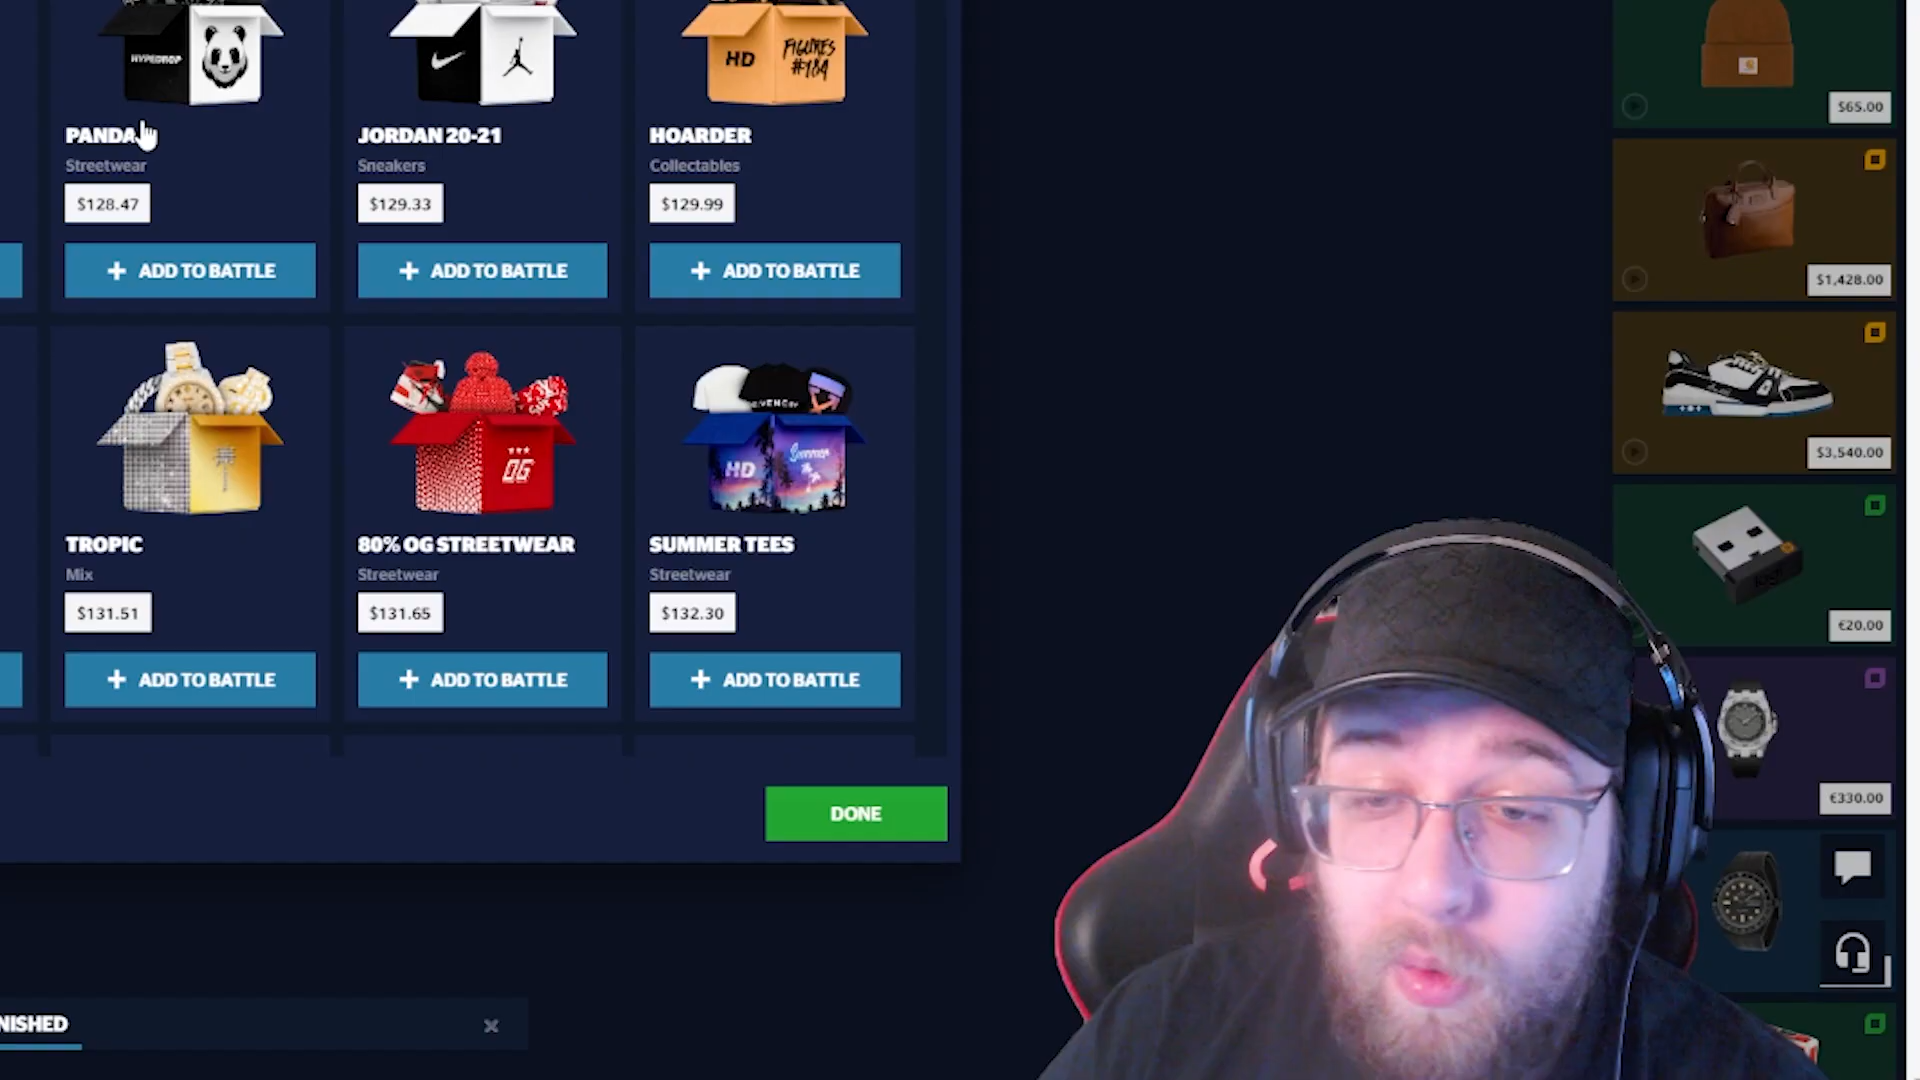 HYPEDROP
HD
FIGURES
#184
PANDA
Streetwear
$128.47
JORDAN 20-21
Sneakers
$129.33
HOARDER
Collectables
$129.99
+ ADD TO BATTLE
+ ADD TO BATTLE
+ ADD TO BATTLE
OG
HD
Summer
TROPIC
Mix
$131.51
80% OG STREETWEAR
Streetwear
$131.65
SUMMER TEES
Streetwear
$132.30
+ ADD TO BATTLE
+ ADD TO BATTLE
+ ADD TO BATTLE
DONE
NISHED
$65.00
$1,428.00
$3,540.00
€20.00
€330.00